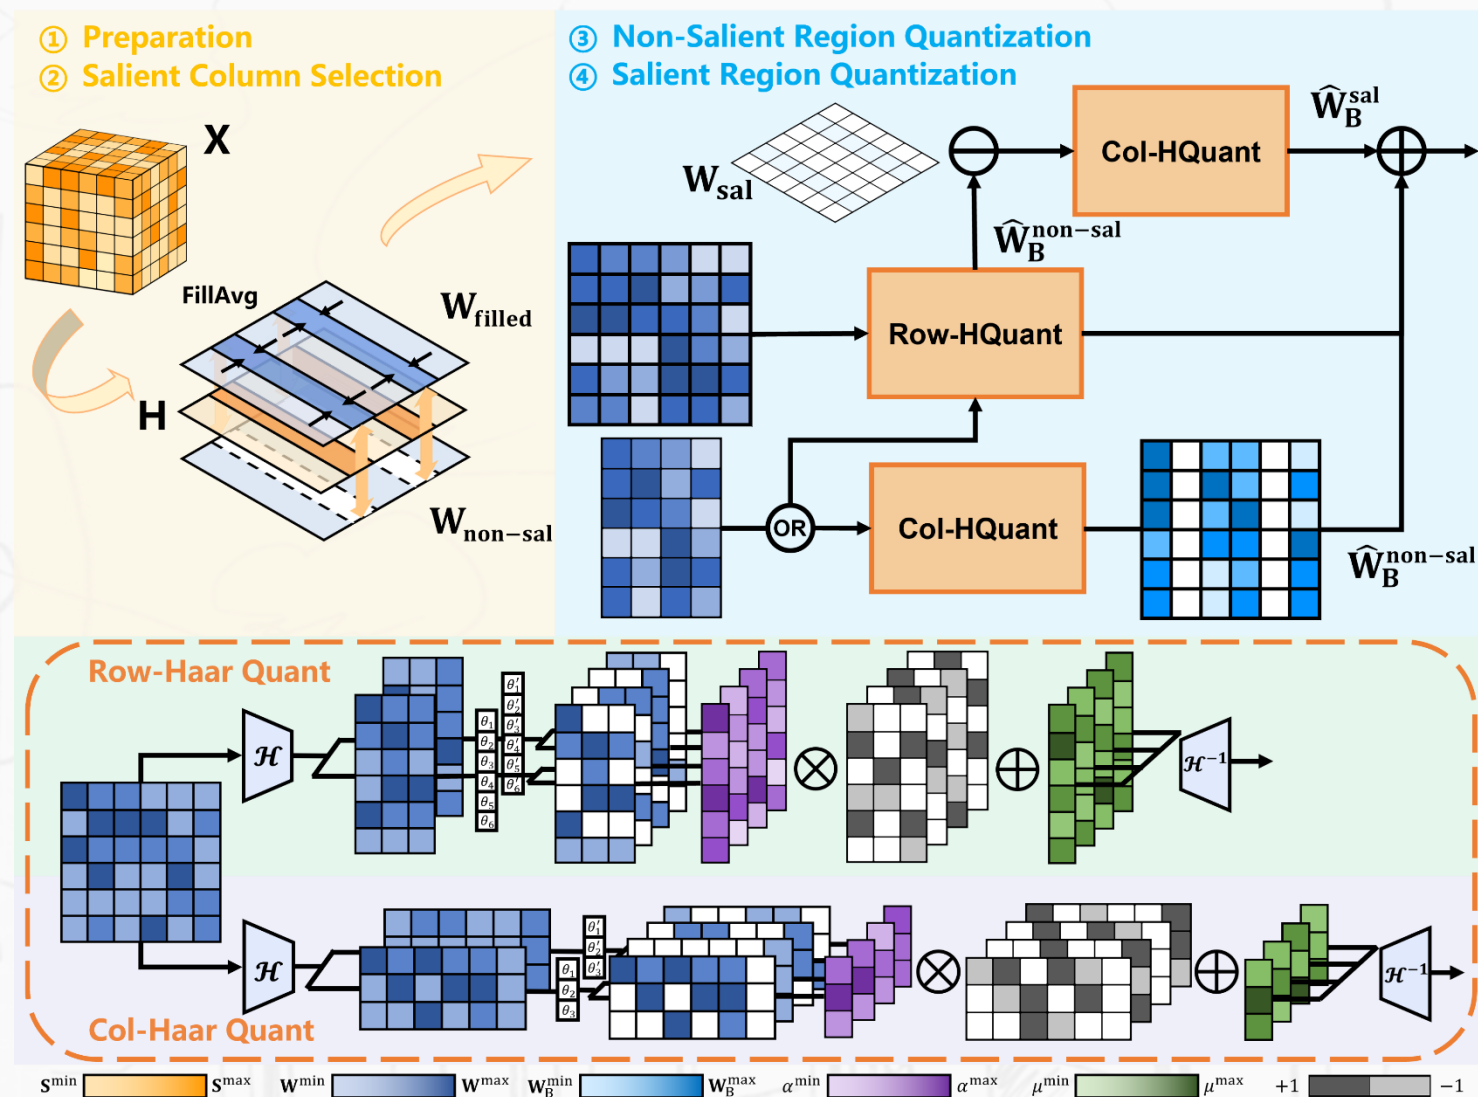 ① Preparation
② Salient Column Selection
③ Non-Salient Region Quantization
④ Salient Region Quantization
X
FillAvg
W_filled
H
W_non−sal
W_sal
Col-HQuant
Ŵ_B^sal
Ŵ_B^non−sal
Row-HQuant
OR
Col-HQuant
Ŵ_B^non−sal
Row-Haar Quant
ℋ
θ₁
θ₂
θ₃
θ₄
θ₅
θ₆
θ′₁
θ′₂
θ′₃
θ′₄
θ′₅
θ′₆
ℋ⁻¹
ℋ
θ′₁
θ′₂
θ′₃
θ₁
θ₂
θ₃
ℋ⁻¹
Col-Haar Quant
S^min S^max W^min W^max W_B^min W_B^max α^min α^max μ^min μ^max +1 −1